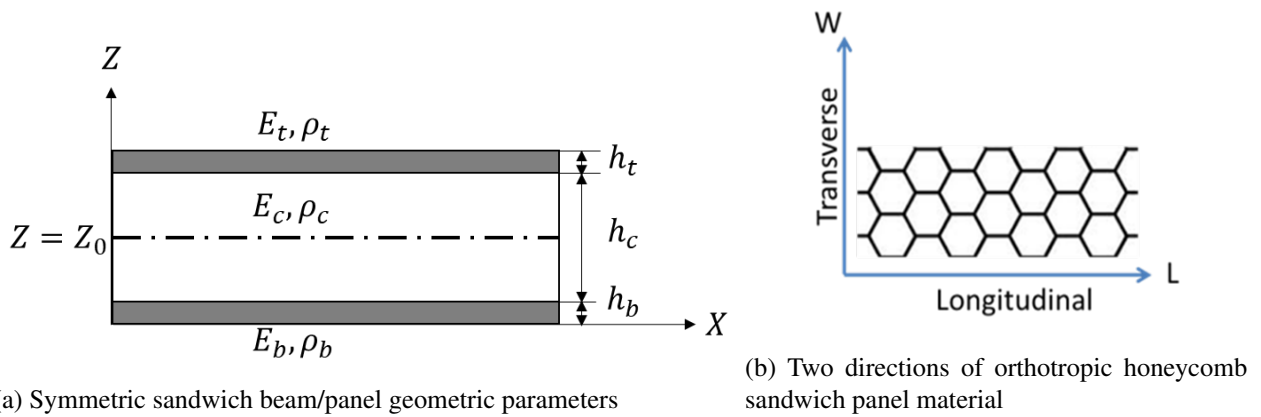 Z
E_t, ρ_t
h_t
E_c, ρ_c
Z = Z_0
h_c
h_b
X
E_b, ρ_b
a) Symmetric sandwich beam/panel geometric parameters
W
Transverse
L
Longitudinal
(b) Two directions of orthotropic honeycomb
sandwich panel material